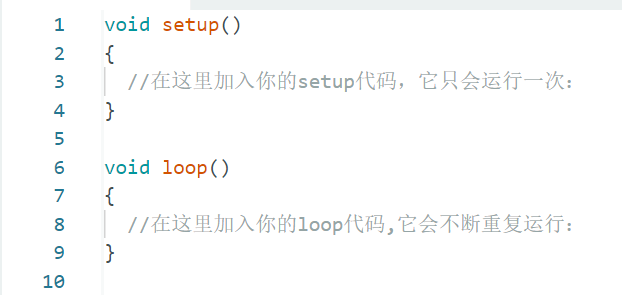 1 void setup()
2 {
3 //在这里加入你的setup代码，它只会运行一次：
4 }
5
6 void loop()
7 {
8 //在这里加入你的loop代码,它会不断重复运行：
9 }
10